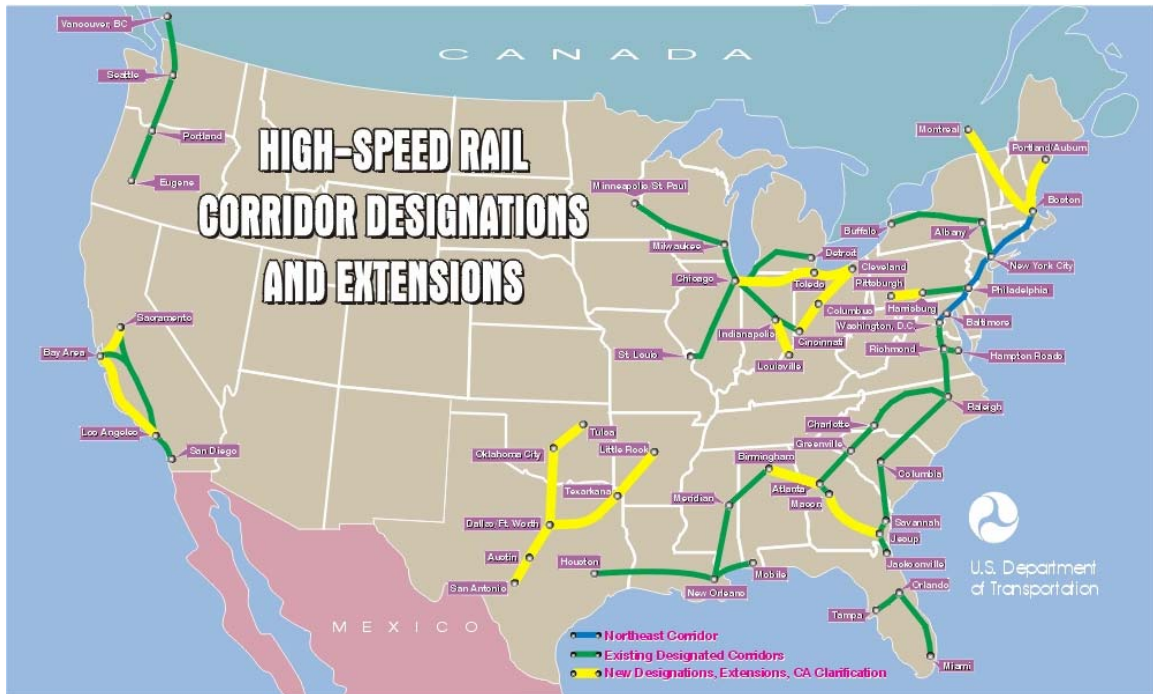 CANADA
HIGH-SPEED RAIL
CORRIDOR DESIGNATIONS
AND EXTENSIONS
Vancouver, BC
Seattle
Portland
Eugene
Sacramento
Bay Area
Los Angeles
San Diego
Minneapolis St. Paul
Milwaukee
Chicago
Detroit
Toledo
Cleveland
Columbus
Indianapolis
Cincinnati
Louisville
St. Louis
Montreal
Portland/Auburn
Boston
Buffalo
Albany
New York City
Pittburgh
Harrisburg
Philadelphia
Baltimore
Washington, D.C.
Richmond
Hampton Roads
Raleigh
Charlotte
Greenville
Columbia
Birmingham
Atlanta
Macon
Savannah
Jesup
Jacksonville
Orlando
Tampa
Miami
Tulsa
Oklahoma City
Little Rock
Texarkana
Dallas, Ft. Worth
Austin
San Antonio
Meridian
Houston
New Orleans
Mobile
MEXICO
U.S. Department
of Transportation
Northeast Corridor
Existing Designated Corridors
New Designations, Extensions, CA Clarification